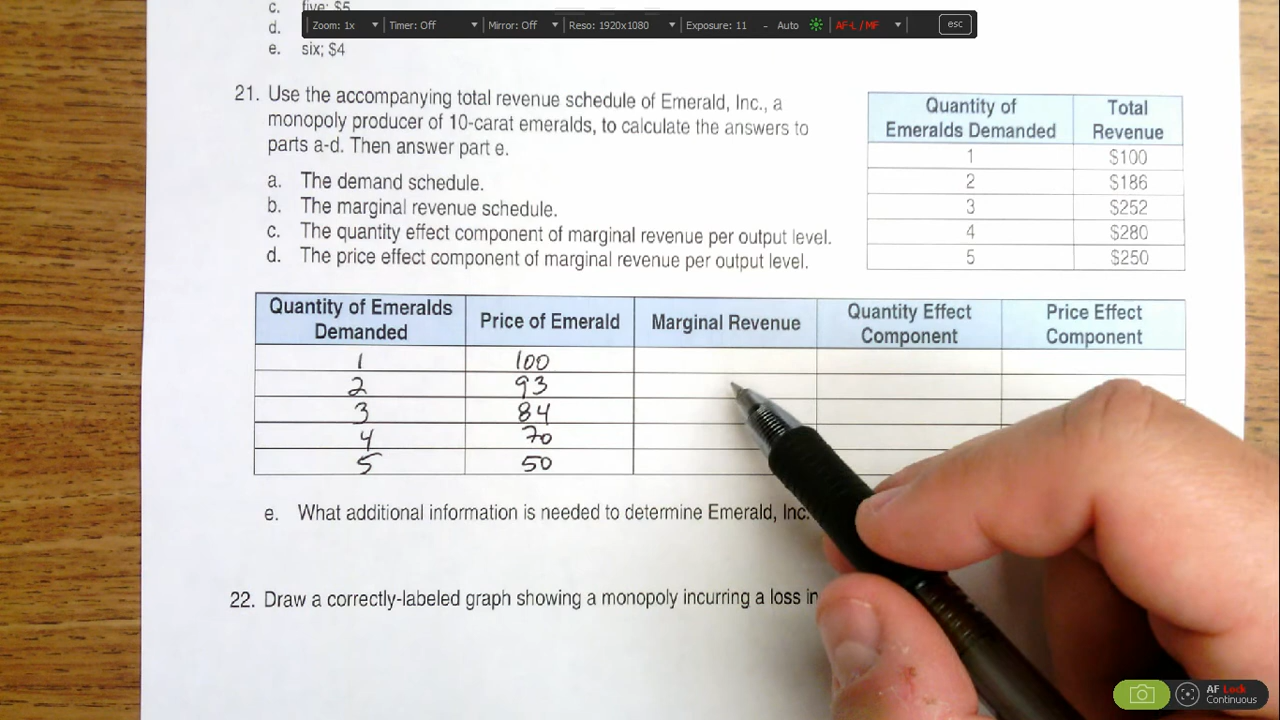 c. five; $5
Zoom: 1x Timer: Off Mirror: Off Reso: 1920x1080 Exposure: 11 - Auto AF-L / MF esc
d.
e. six; $4
21. Use the accompanying total revenue schedule of Emerald, Inc., a
monopoly producer of 10-carat emeralds, to calculate the answers to
parts a-d. Then answer part e.
a. The demand schedule.
b. The marginal revenue schedule.
c. The quantity effect component of marginal revenue per output level.
d. The price effect component of marginal revenue per output level.
Quantity of Emeralds Demanded Total Revenue
1 $100
2 $186
3 $252
4 $280
5 $250
Quantity of Emeralds Demanded Price of Emerald Marginal Revenue Quantity Effect Component Price Effect Component
1 100
2 93
3 84
4 70
5 50
e. What additional information is needed to determine Emerald, Inc.
22. Draw a correctly-labeled graph showing a monopoly incurring a loss in
AF Lock
Continuous